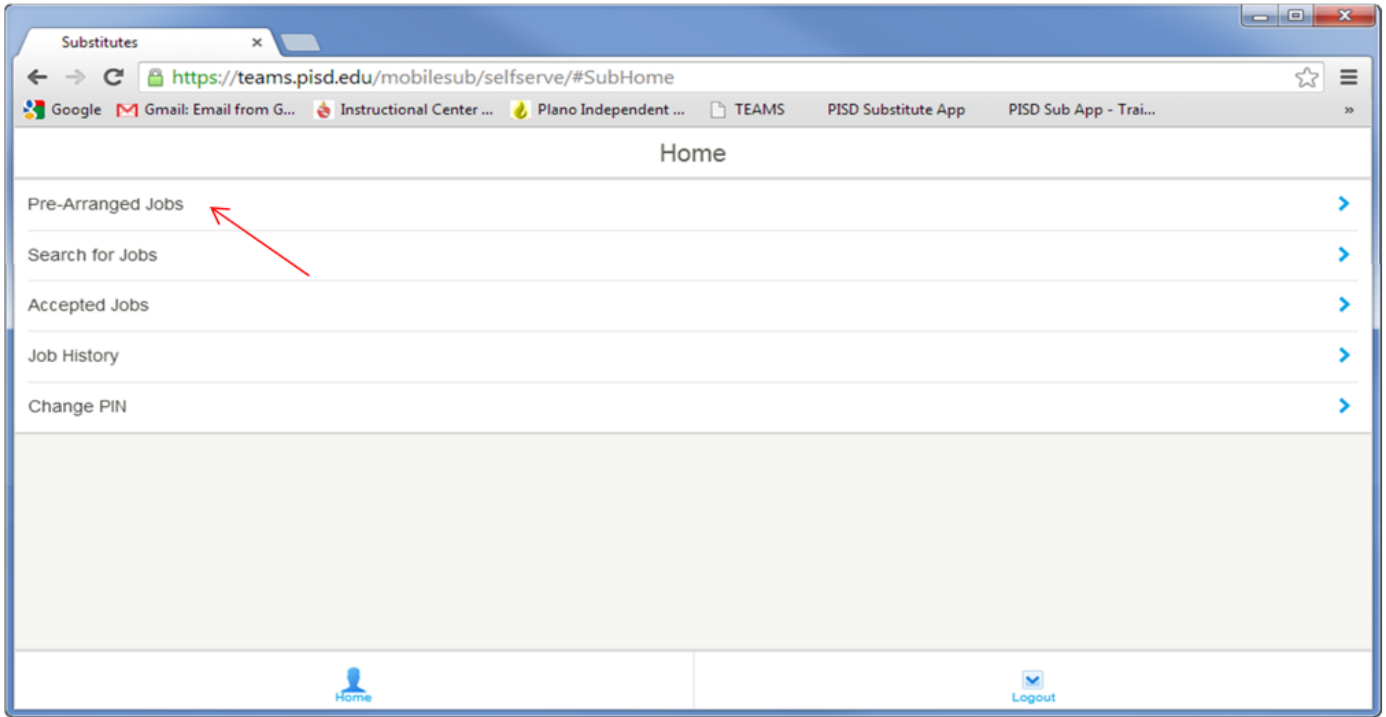 Substitutes
https://teams.pisd.edu/mobilesub/selfserve/#SubHome
Google Gmail: Email from G... Instructional Center ... Plano Independent ... TEAMS PISD Substitute App PISD Sub App - Trai... »
Home
Pre-Arranged Jobs
Search for Jobs
Accepted Jobs
Job History
Change PIN
Home Logout